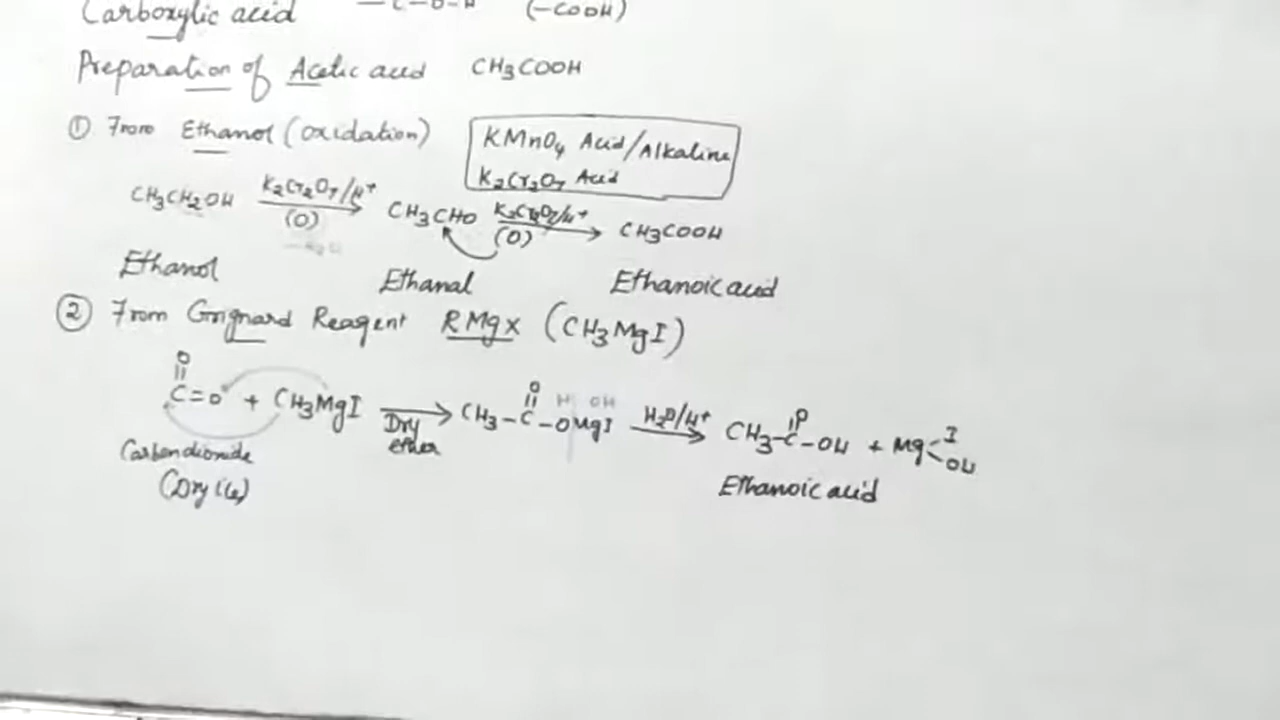 Carboxylic acid —C–O–H (–COOH)
Preparation of Acetic acid CH3COOH
① From Ethanol (oxidation)
KMnO4 Acid/Alkaline
K2Cr2O7 Acid
CH3CH2OH K2Cr2O7/H+ (O) CH3CHO K2Cr2O7/H+ (O) CH3COOH
Ethanol Ethanal Ethanoic acid
② From Grignard Reagent RMgX (CH3MgI)
O
||
C=O + CH3MgI Dry ether CH3–C–OMgI H2O/H+ CH3–C–OH + Mg I OH
O || H OH
O ||
Carbondioxide
(Dry ice)
Ethanoic acid